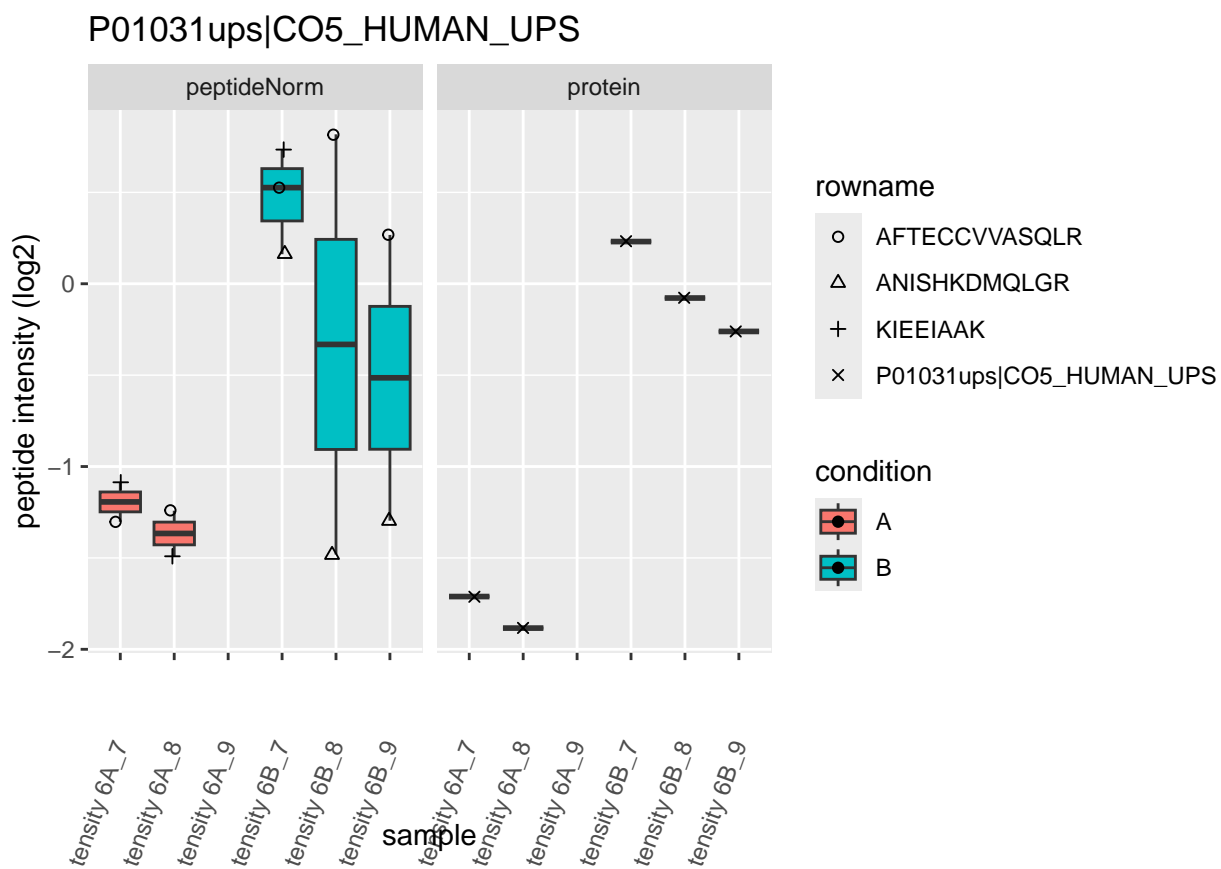 P01031ups|CO5_HUMAN_UPS
peptideNorm
protein
peptide intensity (log2)
0
−1
−2
tensity 6A_7
tensity 6A_8
tensity 6A_9
tensity 6B_7
tensity 6B_8
tensity 6B_9
tensity 6A_7
tensity 6A_8
tensity 6A_9
tensity 6B_7
tensity 6B_8
tensity 6B_9
sample
rowname
AFTECCVVASQLR
ANISHKDMQLGR
KIEEIAAK
P01031ups|CO5_HUMAN_UPS
condition
A
B